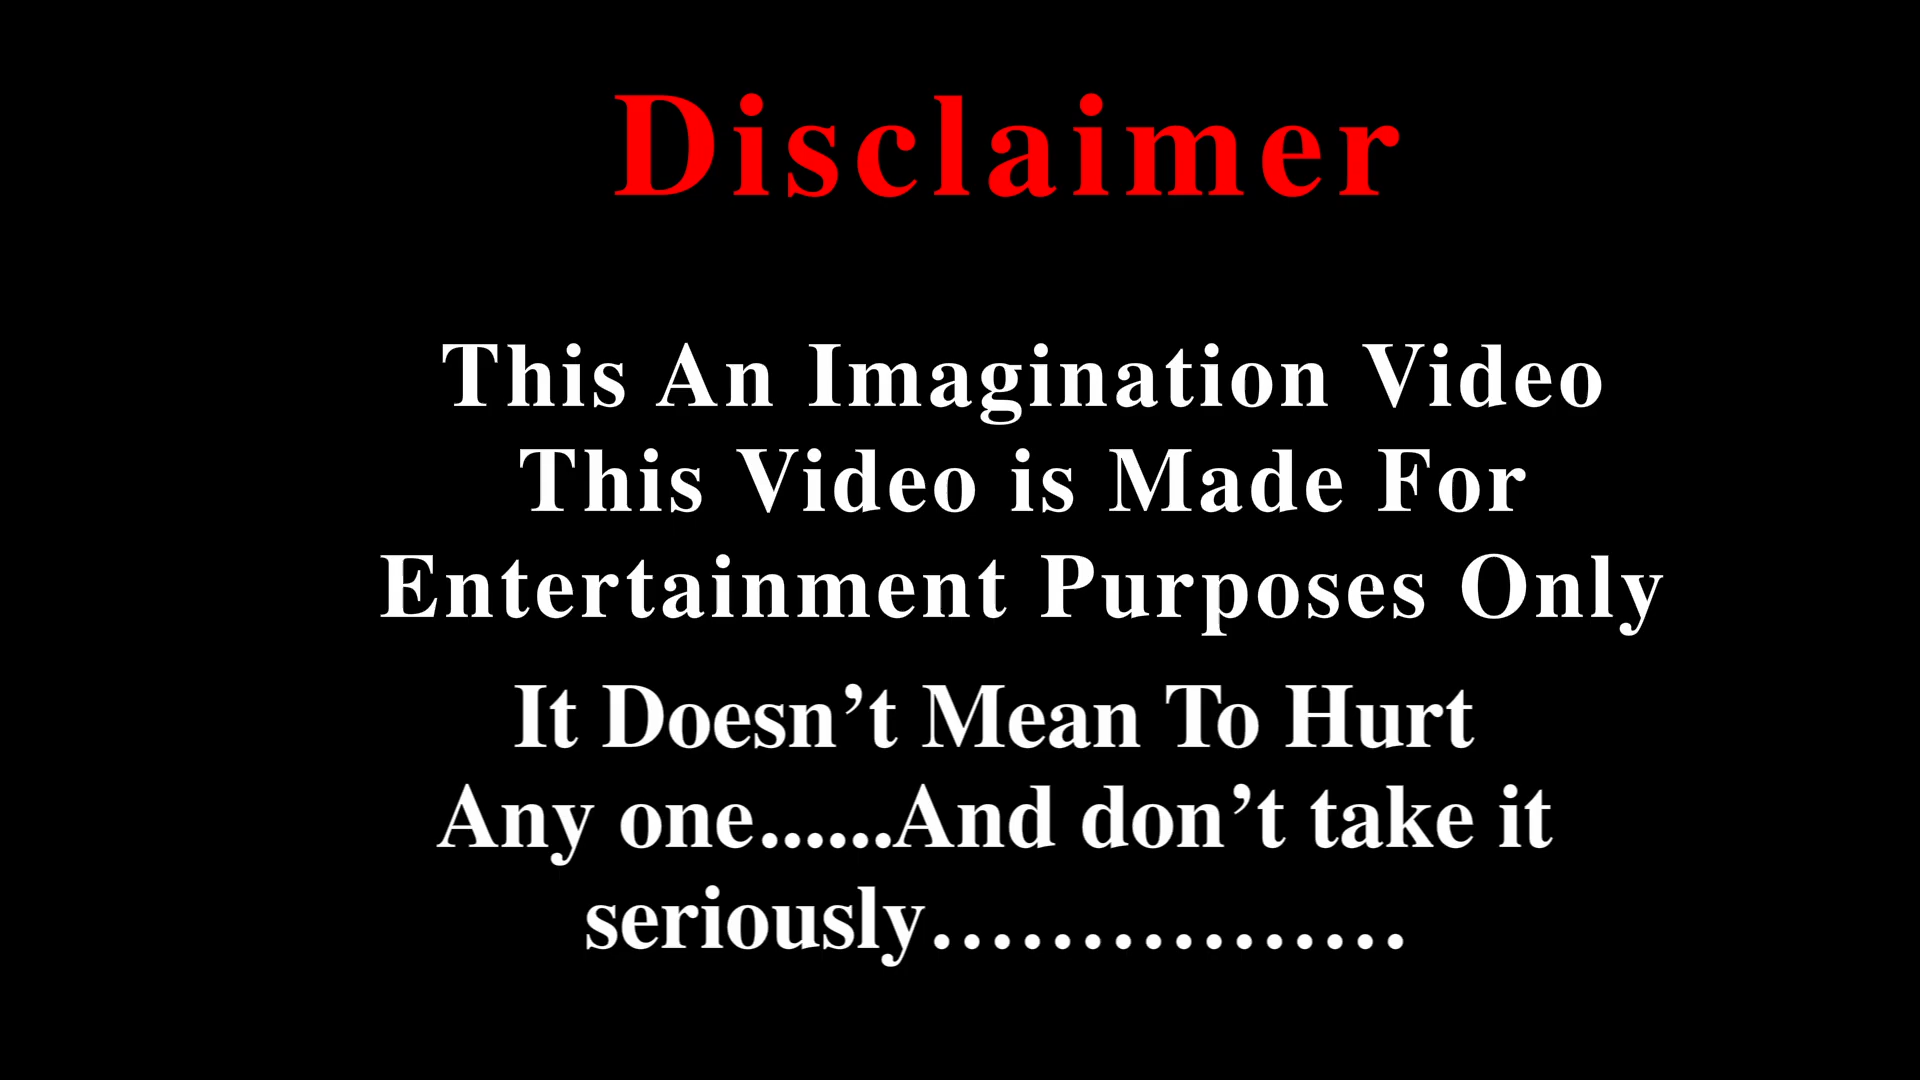 Disclaimer
This An Imagination Video
This Video is Made For
Entertainment Purposes Only
It Doesn’t Mean To Hurt
Any one......And don’t take it
seriously................